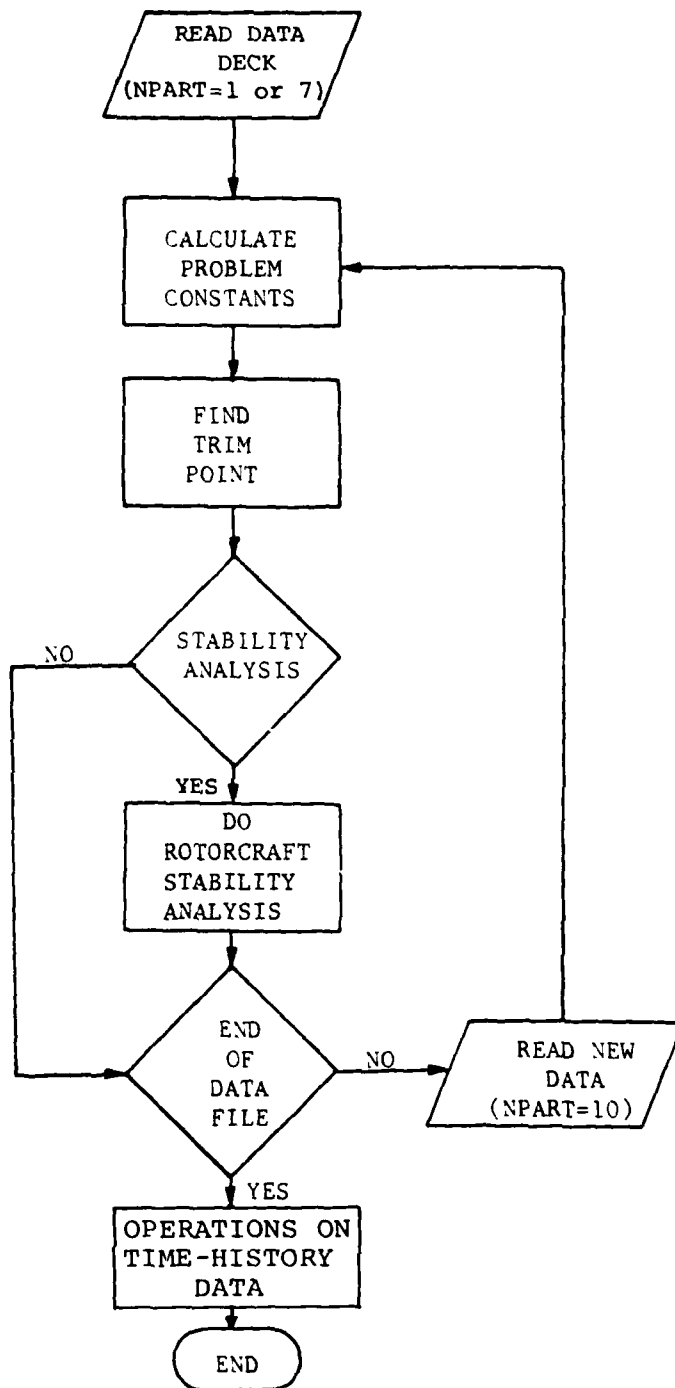 READ DATA
DECK
(NPART=1 or 7)
CALCULATE
PROBLEM
CONSTANTS
FIND
TRIM
POINT
STABILITY
ANALYSIS
NO
YES
DO
ROTORCRAFT
STABILITY
ANALYSIS
END
OF
DATA
FILE
NO
READ NEW
DATA
(NPART=10)
YES
OPERATIONS ON
TIME-HISTORY
DATA
END